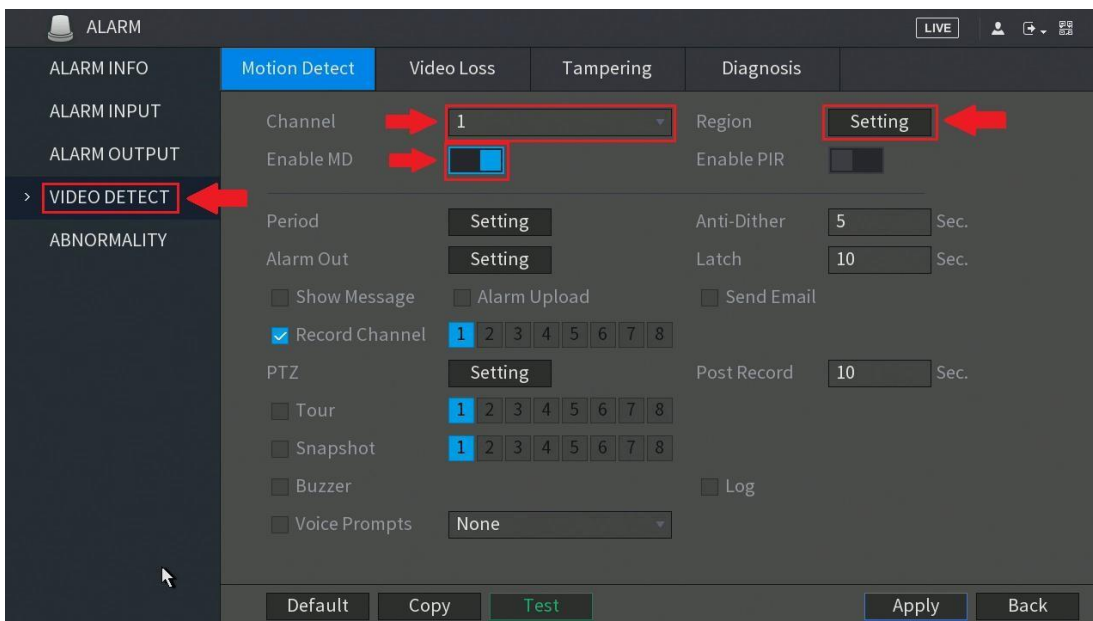 ALARM
LIVE
ALARM INFO
ALARM INPUT
ALARM OUTPUT
> VIDEO DETECT
ABNORMALITY
Motion Detect Video Loss Tampering Diagnosis
Channel 1 Region Setting
Enable MD Enable PIR
Period Setting Anti-Dither 5 Sec.
Alarm Out Setting Latch 10 Sec.
Show Message Alarm Upload Send Email
Record Channel 1 2 3 4 5 6 7 8
PTZ Setting Post Record 10 Sec.
Tour 1 2 3 4 5 6 7 8
Snapshot 1 2 3 4 5 6 7 8
Buzzer Log
Voice Prompts None
Default Copy Test Apply Back